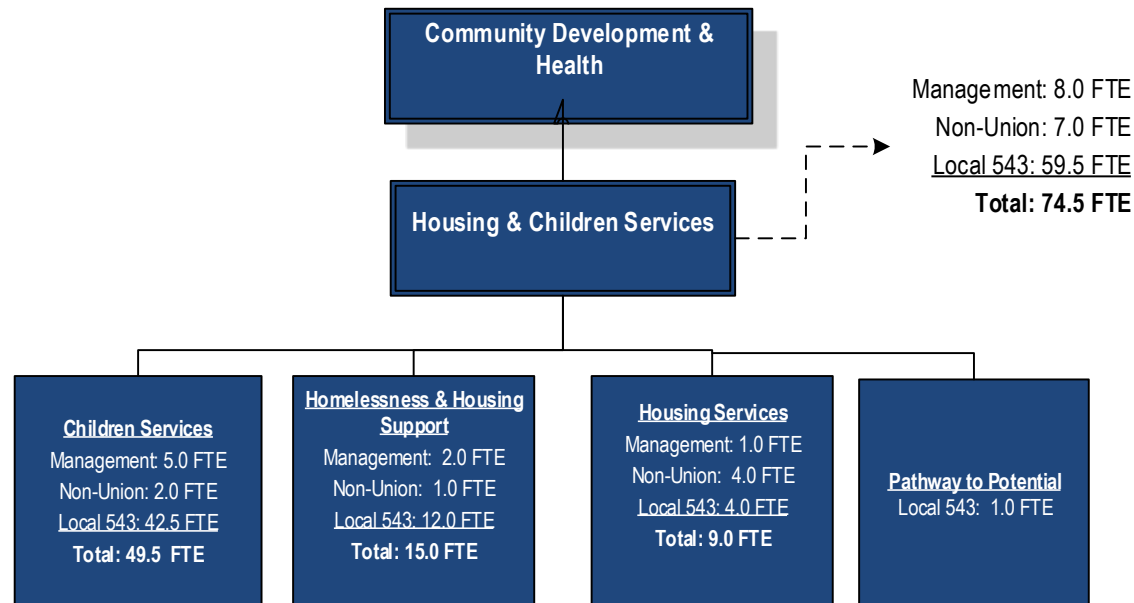 Community Development &
Health
Management: 8.0 FTE
Non-Union: 7.0 FTE
Local 543: 59.5 FTE
Total: 74.5 FTE
Housing & Children Services
Children Services
Management: 5.0 FTE
Non-Union: 2.0 FTE
Local 543: 42.5 FTE
Total: 49.5 FTE
Homelessness & Housing
Support
Management: 2.0 FTE
Non-Union: 1.0 FTE
Local 543: 12.0 FTE
Total: 15.0 FTE
Housing Services
Management: 1.0 FTE
Non-Union: 4.0 FTE
Local 543: 4.0 FTE
Total: 9.0 FTE
Pathway to Potential
Local 543: 1.0 FTE